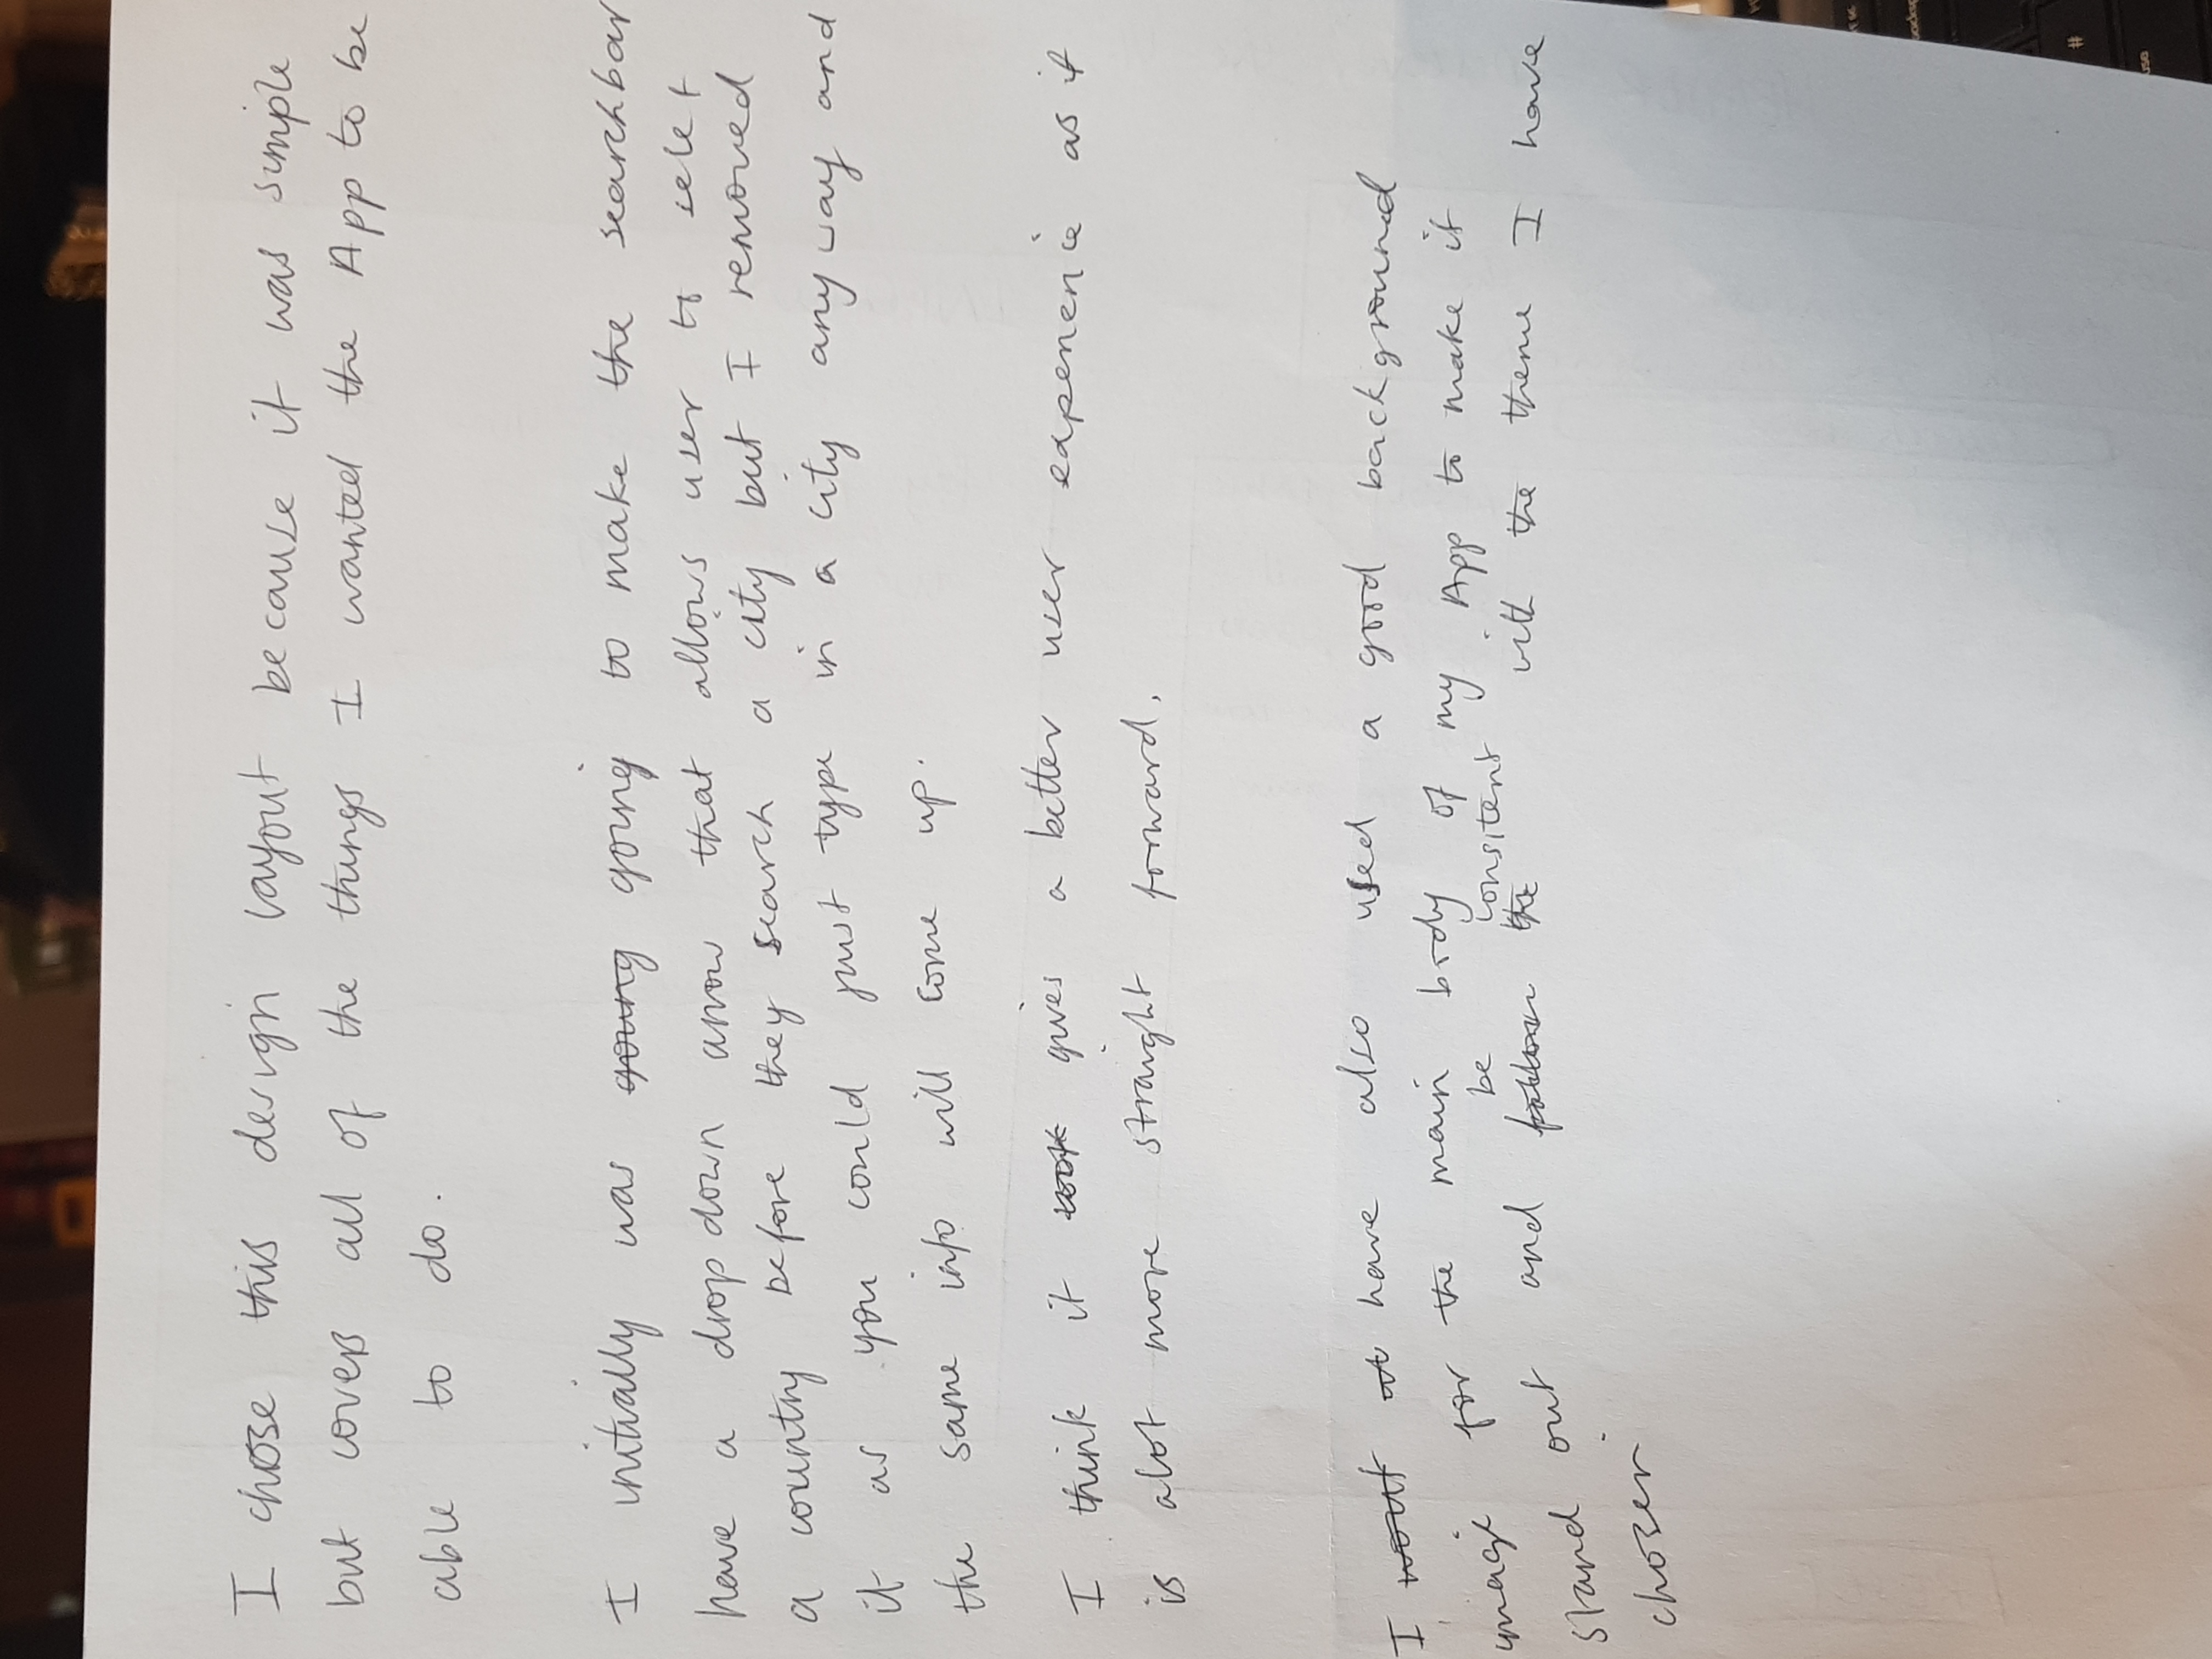 I chose this design layout because it was simple
but covers all of the things I wanted the App to be
able to do.
I initially was going going to make the searchbar
have a drop down arrow that allows user to selet
a country before they search a city but I removed
it as you could just type in a city anyway and
the same info will come up.
I think it look gives a better user experience as it
is alot more straight forward.
I have also used a good background
image for the main body of my App to make it
be consitent
stand out and follow the with the theme I have
chosen